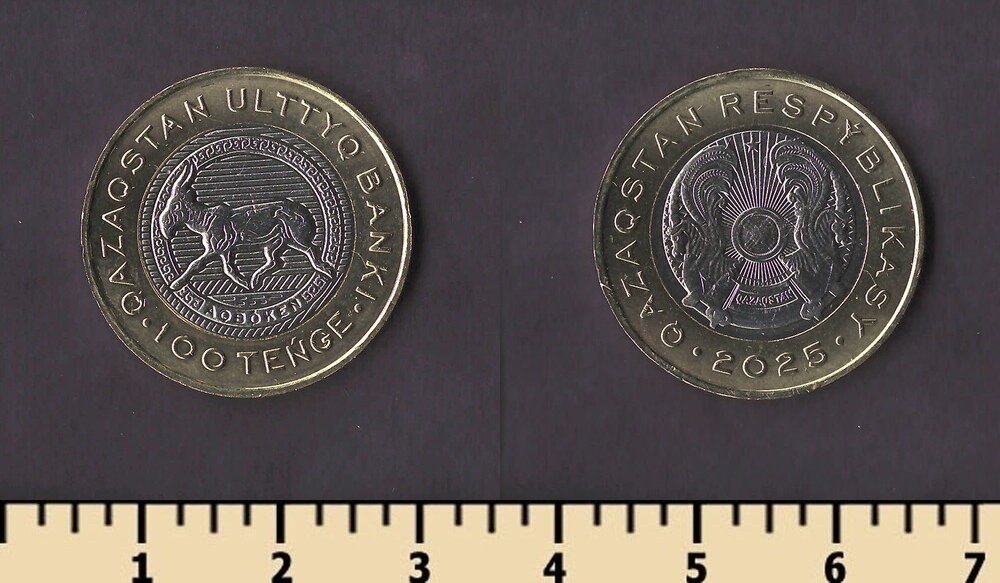 QAZAQSTAN ULTTYQ BANKI
· 100 TEŃGE ·
AQBÓKEN
QAZAQSTAN RESPÝBLIKASY
QAZAQSTAN
· 2025 ·
1 2 3 4 5 6 7